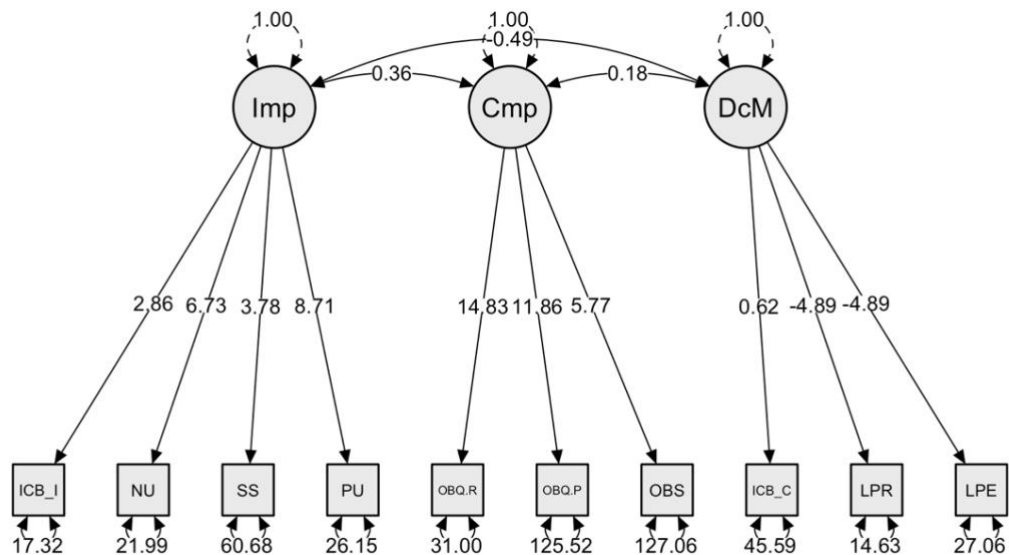 1.00 1.00 1.00
-0.49
0.36 0.18
Imp Cmp DcM
2.86 6.73 3.78 8.71 14.83 11.86 5.77 0.62 -4.89 -4.89
ICB_I NU SS PU OBQ.R OBQ.P OBS ICB_C LPR LPE
17.32 21.99 60.68 26.15 31.00 125.52 127.06 45.59 14.63 27.06